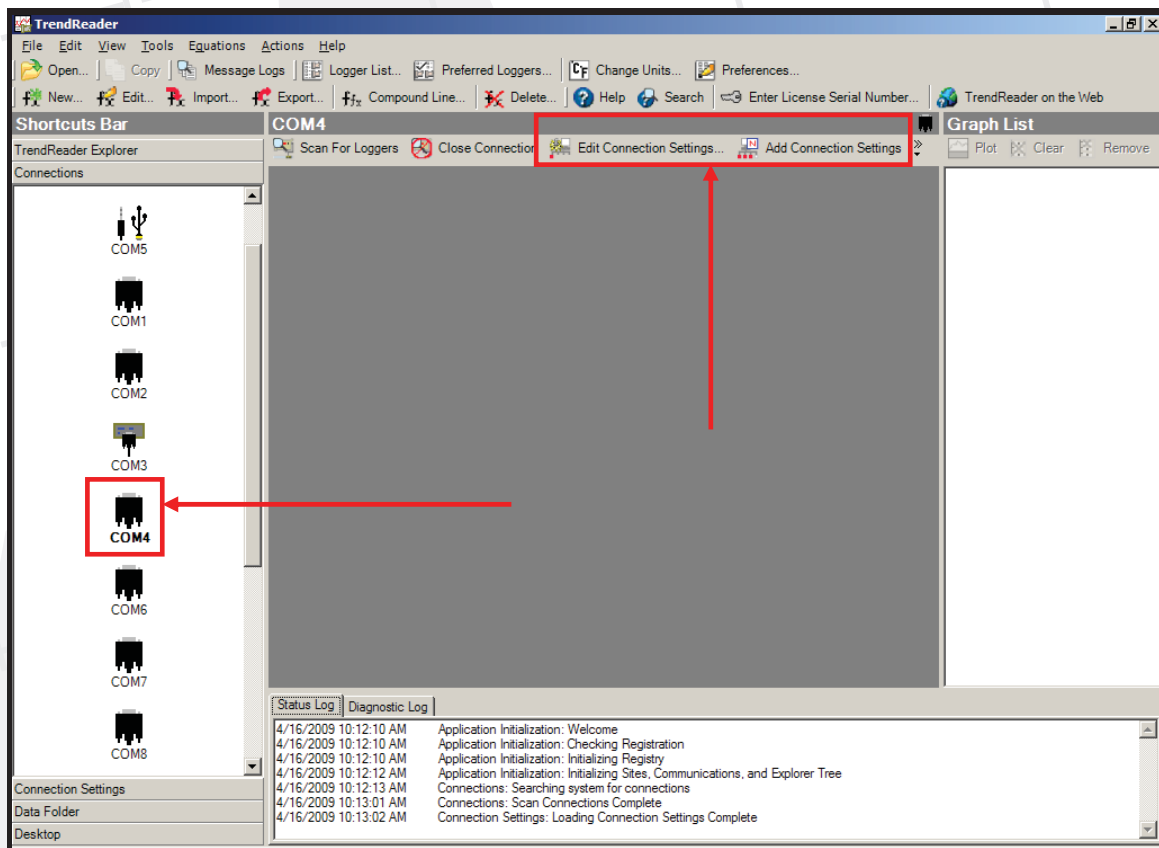 TrendReader
File Edit View Tools Equations Actions Help
Open... Copy Message Logs Logger List... Preferred Loggers... CF Change Units... Preferences...
New... Edit... Import... Export... Compound Line... Delete... Help Search Enter License Serial Number... TrendReader on the Web
Shortcuts Bar
TrendReader Explorer
Connections
COM5
COM1
COM2
COM3
COM4
COM6
COM7
COM8
Connection Settings
Data Folder
Desktop
COM4
Scan For Loggers Close Connection Edit Connection Settings... Add Connection Settings
Graph List
Plot Clear Remove
Status Log Diagnostic Log
4/16/2009 10:12:10 AM Application Initialization: Welcome
4/16/2009 10:12:10 AM Application Initialization: Checking Registration
4/16/2009 10:12:10 AM Application Initialization: Initializing Registry
4/16/2009 10:12:12 AM Application Initialization: Initializing Sites, Communications, and Explorer Tree
4/16/2009 10:12:13 AM Connections: Searching system for connections
4/16/2009 10:13:01 AM Connections: Scan Connections Complete
4/16/2009 10:13:02 AM Connection Settings: Loading Connection Settings Complete